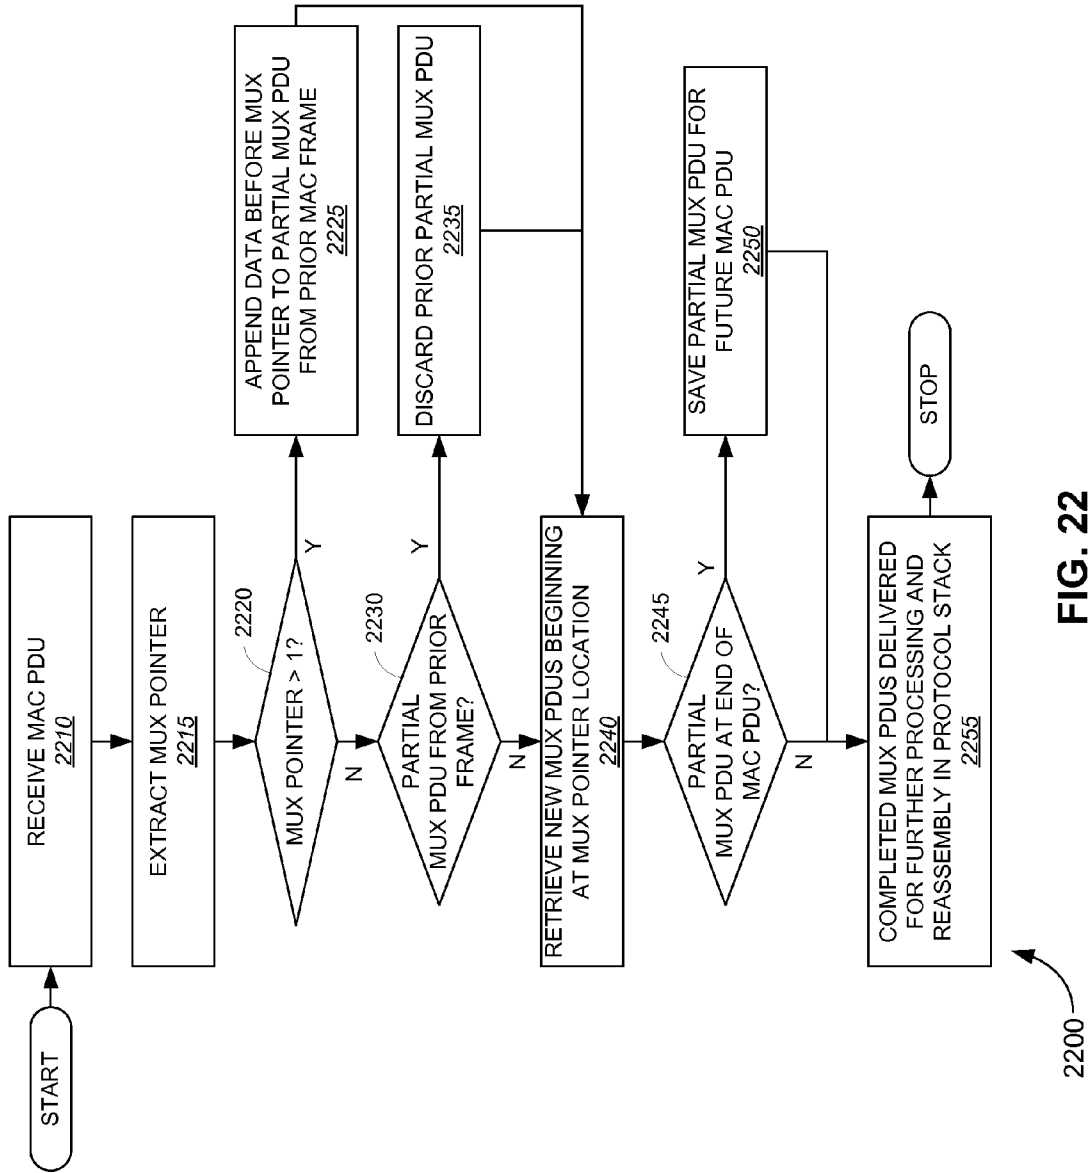 START
RECEIVE MAC PDU
2210
EXTRACT MUX POINTER
2215
MUX POINTER > 1?
2220
Y
N
APPEND DATA BEFORE MUX
POINTER TO PARTIAL MUX PDU
FROM PRIOR MAC FRAME
2225
PARTIAL
MUX PDU FROM PRIOR
FRAME?
2230
Y
N
DISCARD PRIOR PARTIAL MUX PDU
2235
RETRIEVE NEW MUX PDUS BEGINNING
AT MUX POINTER LOCATION
2240
PARTIAL
MUX PDU AT END OF
MAC PDU?
2245
Y
N
SAVE PARTIAL MUX PDU FOR
FUTURE MAC PDU
2250
COMPLETED MUX PDUS DELIVERED
FOR FURTHER PROCESSING AND
REASSEMBLY IN PROTOCOL STACK
2255
STOP
2200
FIG. 22